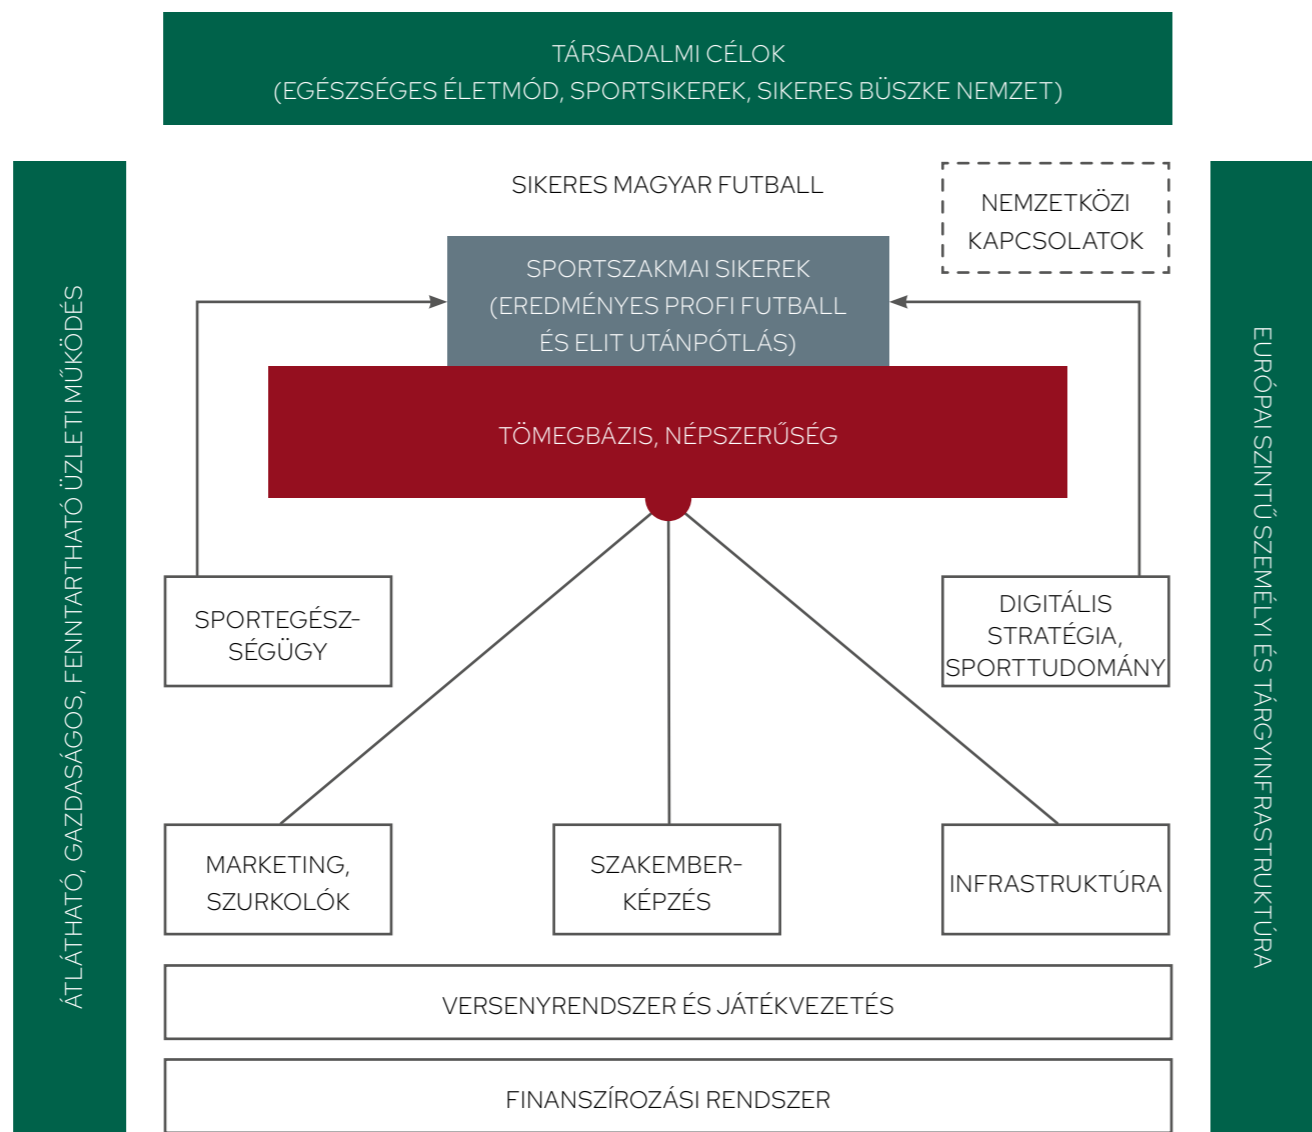 TÁRSADALMI CÉLOK
(EGÉSZSÉGES ÉLETMÓD, SPORTSIKEREK, SIKERES BÜSZKE NEMZET)
ÁTLÁTHATÓ, GAZDASÁGOS, FENNTARTHATÓ ÜZLETI MŰKÖDÉS
SIKERES MAGYAR FUTBALL
NEMZETKÖZI
KAPCSOLATOK
SPORTSZAKMAI SIKEREK
(EREDMÉNYES PROFI FUTBALL
ÉS ELIT UTÁNPÓTLÁS)
TÖMEGBÁZIS, NÉPSZERŰSÉG
SPORTEGÉSZ-
SÉGÜGY
DIGITÁLIS
STRATÉGIA,
SPORTTUDOMÁNY
MARKETING,
SZURKOLÓK
SZAKEMBER-
KÉPZÉS
INFRASTRUKTÚRA
VERSENYRENDSZER ÉS JÁTÉKVEZETÉS
FINANSZÍROZÁSI RENDSZER
EURÓPAI SZINTŰ SZEMÉLYI ÉS TÁRGYINFRASTRUKTÚRA